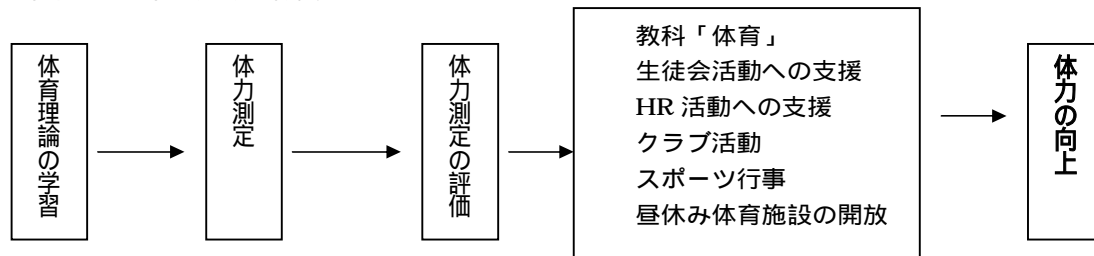 体育理論の学習
体力測定
体力測定の評価
教科「体育」
生徒会活動への支援
HR 活動への支援
クラブ活動
スポーツ行事
昼休み体育施設の開放
体力の向上